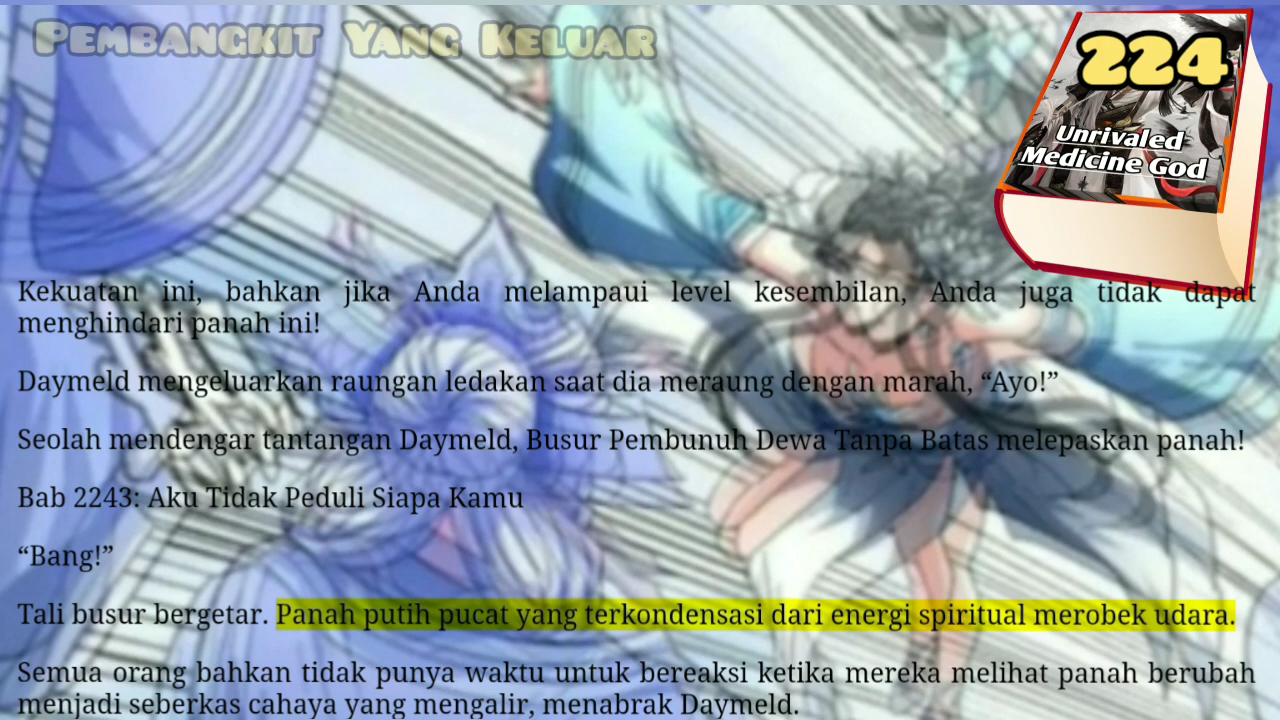 Pembangkit Yang Keluar
224
Unrivaled
Medicine God
Kekuatan ini, bahkan jika Anda melampaui level kesembilan, Anda juga tidak dapat
menghindari panah ini!
Daymeld mengeluarkan raungan ledakan saat dia meraung dengan marah, “Ayo!”
Seolah mendengar tantangan Daymeld, Busur Pembunuh Dewa Tanpa Batas melepaskan panah!
Bab 2243: Aku Tidak Peduli Siapa Kamu
“Bang!”
Tali busur bergetar. Panah putih pucat yang terkondensasi dari energi spiritual merobek udara.
Semua orang bahkan tidak punya waktu untuk bereaksi ketika mereka melihat panah berubah
menjadi seberkas cahaya yang mengalir, menabrak Daymeld.